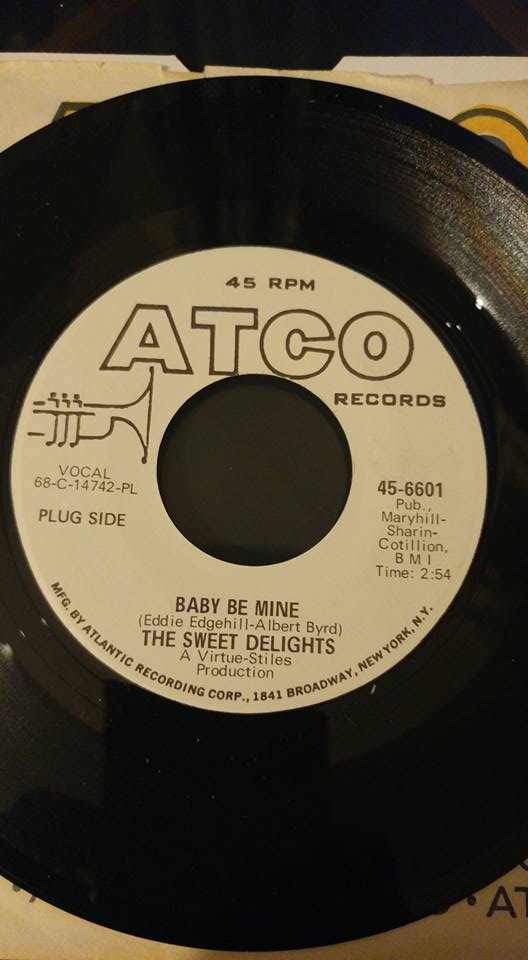 45 RPM
ATCO
RECORDS
VOCAL
68-C-14742-PL
PLUG SIDE
45-6601
Pub.,
Maryhill-
Sharin-
Cotillion,
B M I
Time: 2:54
BABY BE MINE
(Eddie Edgehill-Albert Byrd)
THE SWEET DELIGHTS
A Virtue-Stiles
Production
MFG. BY ATLANTIC RECORDING CORP., 1841 BROADWAY, NEW YORK, N.Y.
AT